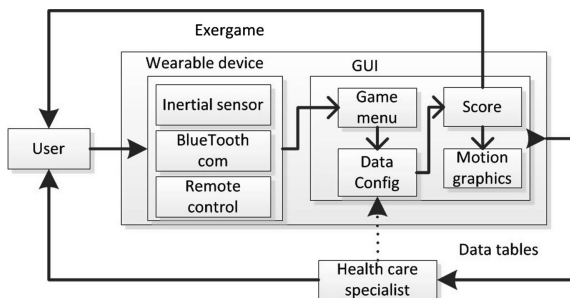 Exergame
Wearable device
GUI
Inertial sensor
Game
menu
Score
User
BlueTooth
com
Data
Config
Motion
graphics
Remote
control
Data tables
Health care
specialist